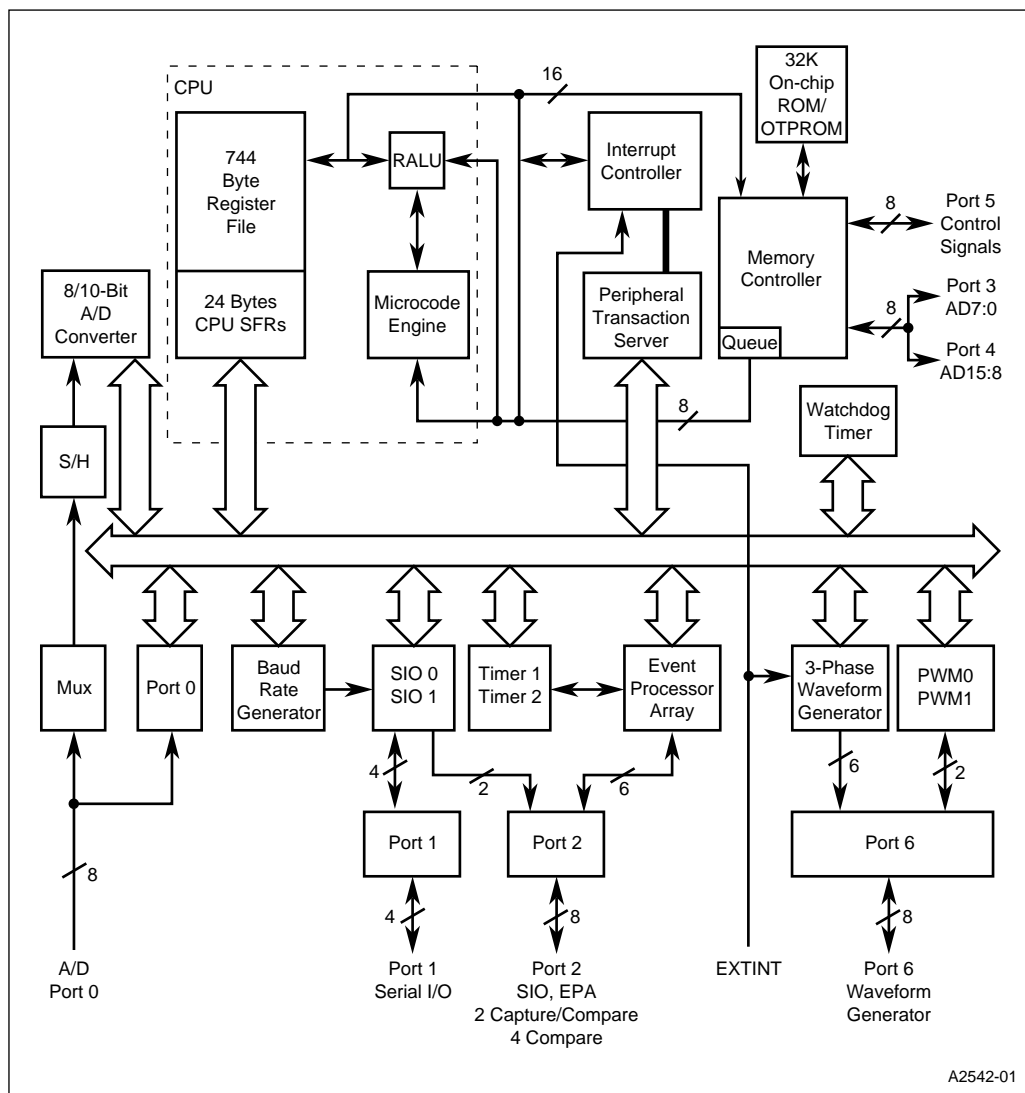 CPU
16
32K
On-chip
ROM/
OTPROM
744
Byte
Register
File
RALU
Interrupt
Controller
8
Port 5
Control
Signals
Memory
Controller
8/10-Bit
A/D
Converter
24 Bytes
CPU SFRs
Microcode
Engine
Peripheral
Transaction
Server
Queue
8
Port 3
AD7:0
Port 4
AD15:8
8
Watchdog
Timer
S/H
Mux
Port 0
Baud
Rate
Generator
SIO 0
SIO 1
Timer 1
Timer 2
Event
Processor
Array
3-Phase
Waveform
Generator
PWM0
PWM1
4
2
6
6
2
Port 1
Port 2
Port 6
8
4
8
8
A/D
Port 0
Port 1
Serial I/O
Port 2
SIO, EPA
2 Capture/Compare
4 Compare
EXTINT
Port 6
Waveform
Generator
A2542-01